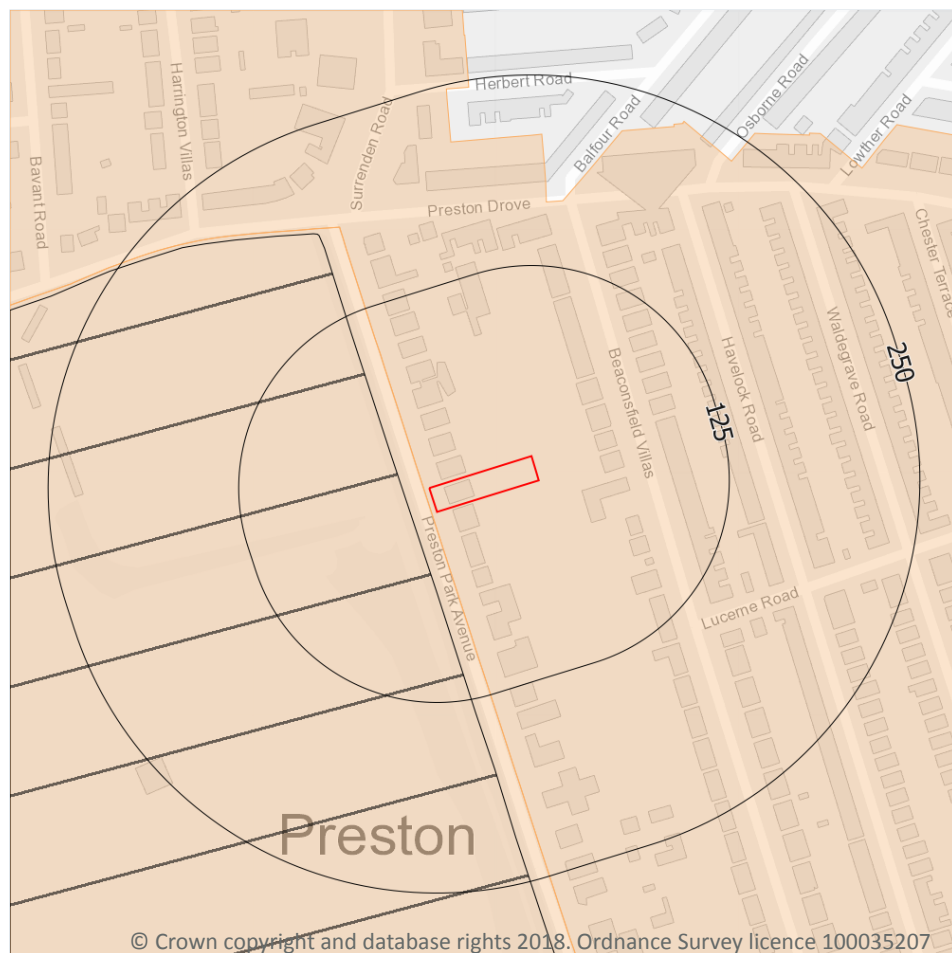 Herbert Road
Osborne Road
Balfour Road
Lowther Road
Harrington Villas
Surrenden Road
Bavant Road
Preston Drove
Chester Terrace
Waldegrave Road
Havelock Road
Beaconsfield Villas
250
125
Preston Park Avenue
Lucerne Road
Preston
© Crown copyright and database rights 2018. Ordnance Survey licence 100035207